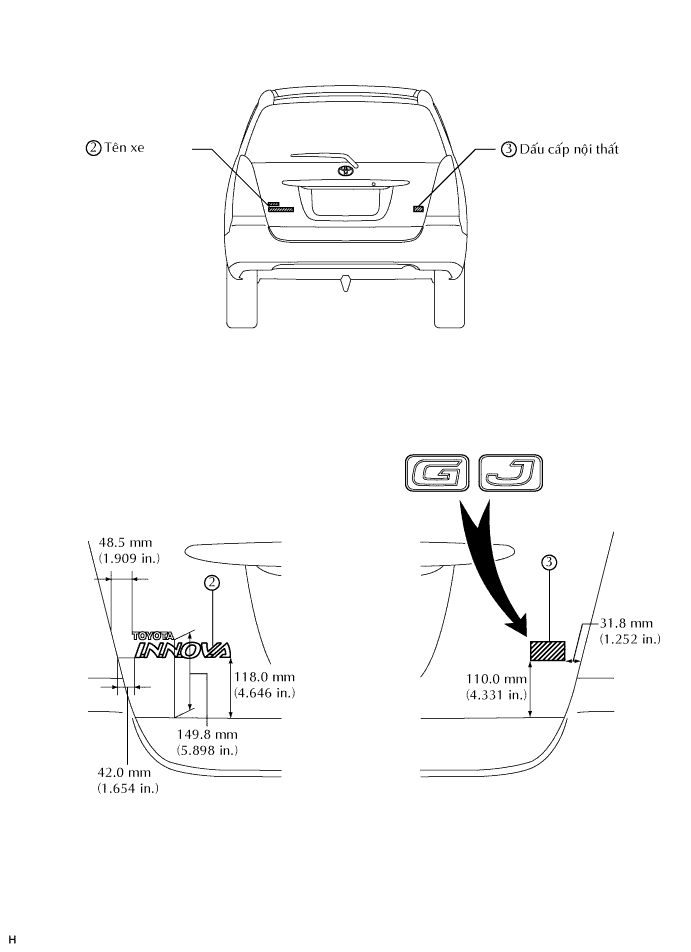 2 Tên xe
3 Dấu cấp nội thất
G J
48.5 mm
(1.909 in.)
2
3
TOYOTA
INNOVA
31.8 mm
(1.252 in.)
118.0 mm
(4.646 in.)
110.0 mm
(4.331 in.)
149.8 mm
(5.898 in.)
42.0 mm
(1.654 in.)
H